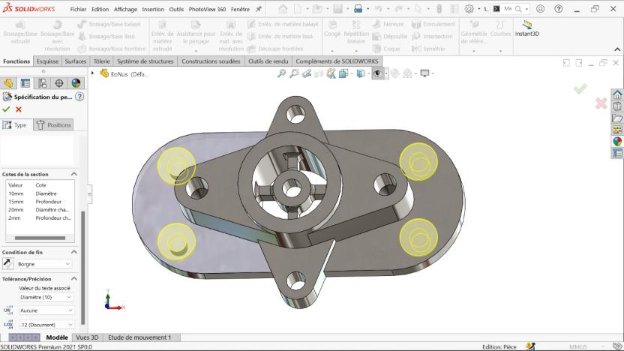 SOLIDWORKS
Fichier Edition Affichage Insertion Outils PhotoView 360 Fenêtre
Bossage/Base extrudé
Bossage/Base avec révolution
Bossage/Base balayé
Bossage/Base lissé
Bossage/Base frontière
Enlèv. de matière extrudé
Assistance pour le perçage
Enlèv. de mat. avec révolution
Enlèv. de matière balayé
Enlèv. de matière lissé
Découpe frontière
Congé
Répétition linéaire
Nervure
Dépouille
Coque
Enroulement
Intersection
Symétrie
Géométrie de référence
Courbes
Instant3D
Fonctions Esquisse Surfaces Tôlerie Système de structures Constructions soudées Outils de rendu Compléments de SOLIDWORKS
Spécification du pe...
Type Positions
Cotes de la section
Valeur Cote
10mm Diamètre
15mm Profondeur
20mm Diamètre cha...
2mm Profondeur ch...
Condition de fin
Borgne
Tolérance/Précision
Valeur du texte associé
Diamètre (10)
Aucune
.12 (Document)
Modèle Vues 3D Etude de mouvement 1
SOLIDWORKS Premium 2021 SP0.0
Edition: Pièce
MMGS